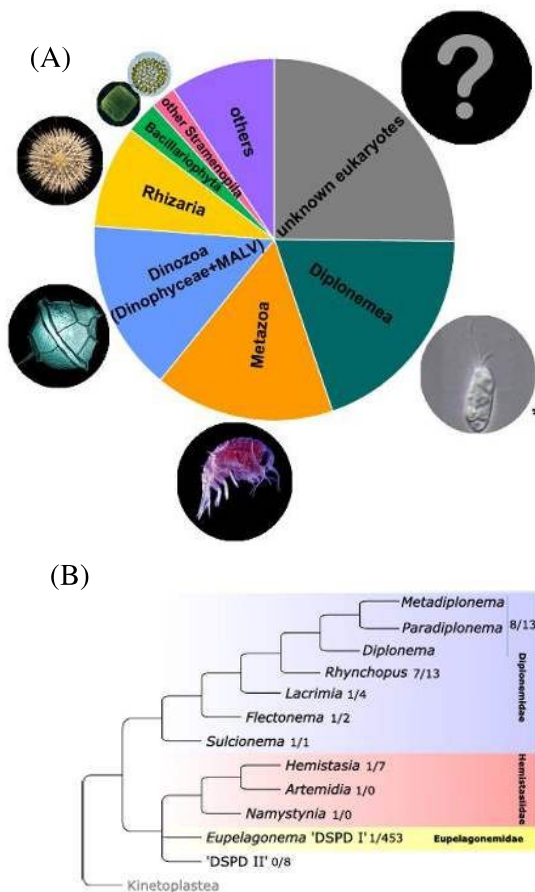 (A)
others
other Stramenopila
Bacillariophyta
Rhizaria
Dinozoa
(Dinophyceae+MALV)
Metazoa
Diplonemea
unknown eukaryotes
?
*
(B)
Metadiplonema
Paradiplonema 8/13
Diplonema
Rhynchopus 7/13
Lacrimia 1/4
Flectonema 1/2
Sulcionema 1/1
Diplonemidae
Hemistasia 1/7
Artemidia 1/0
Namystynia 1/0
Hemistasiidae
Eupelagonema 'DSPD I' 1/453 Eupelagonemidae
'DSPD II' 0/8
Kinetoplastea